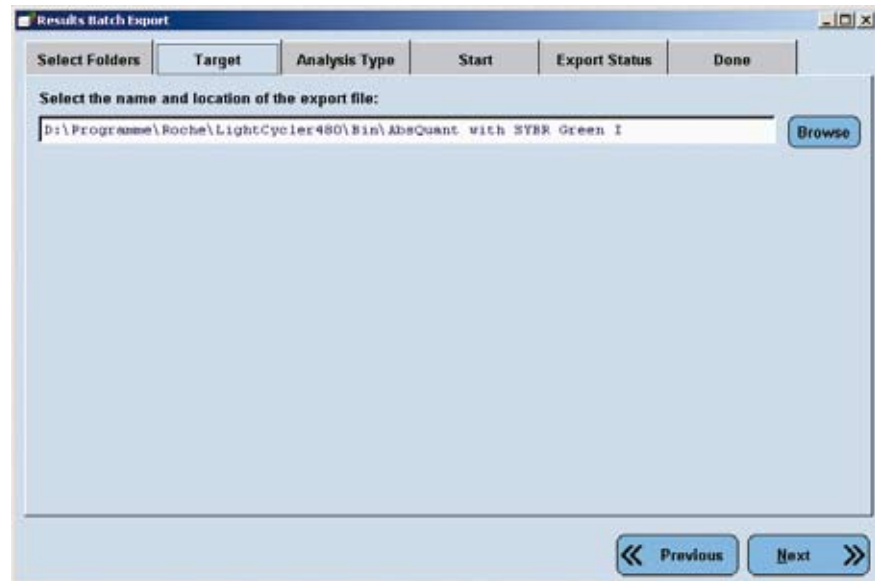 Results Batch Export
Select Folders Target Analysis Type Start Export Status Done
Select the name and location of the export file:
D:\Programme\Roche\LightCycler480\Bin\AbsQuant with SYBR Green I
Browse
Previous Next